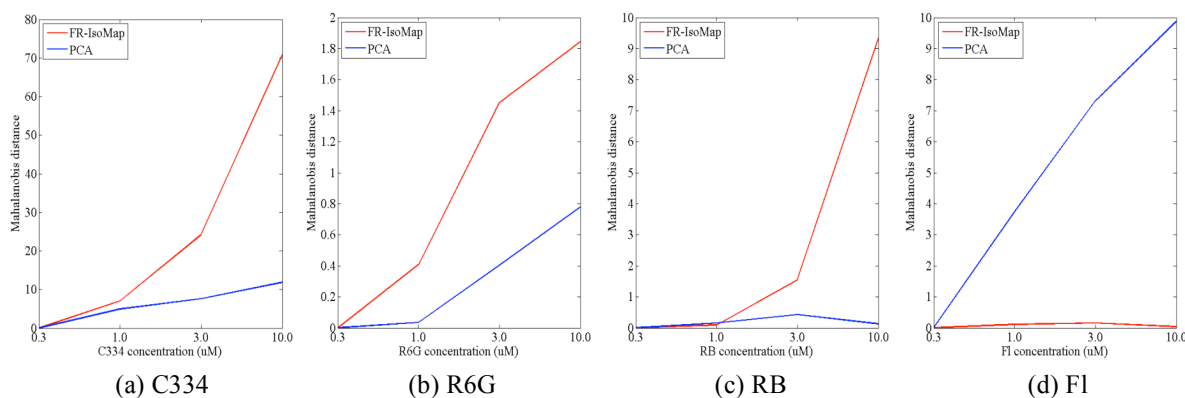 80
70
60
50
40
30
20
10
0
Mahalanobis distance
FR-IsoMap
PCA
0.3 1.0 3.0 10.0
C334 concentration (uM)
(a) C334
2
1.8
1.6
1.4
1.2
1
0.8
0.6
0.4
0.2
0
Mahalanobis distance
FR-IsoMap
PCA
0.3 1.0 3.0 10.0
R6G concentration (uM)
(b) R6G
10
9
8
7
6
5
4
3
2
1
0
Mahalanobis distance
FR-IsoMap
PCA
0.3 1.0 3.0 10.0
RB concentration (uM)
(c) RB
10
9
8
7
6
5
4
3
2
1
0
Mahalanobis distance
FR-IsoMap
PCA
0.3 1.0 3.0 10.0
Fl concentration (uM)
(d) Fl